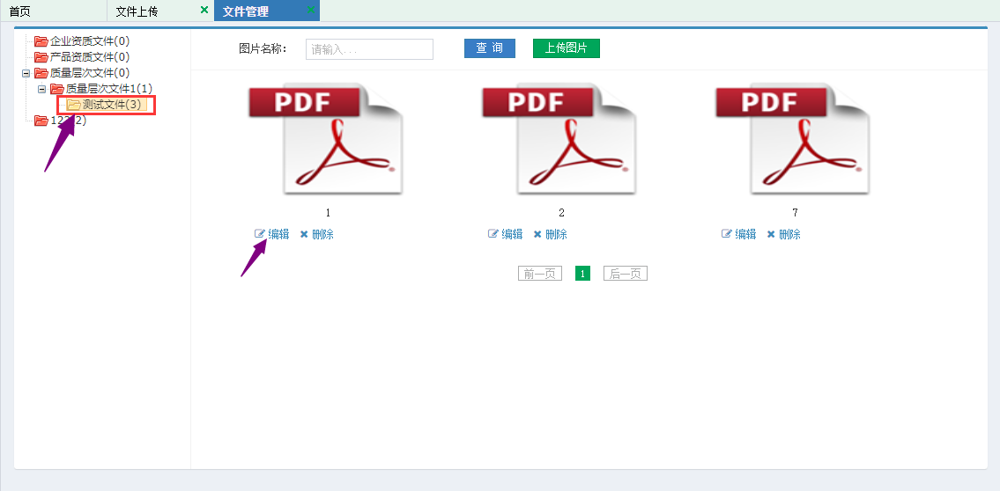 首页 文件上传 文件管理
图片名称： 请输入... 查 询 上传图片
企业资质文件(0)
产品资质文件(0)
质量层次文件(0)
质量层次文件1(1)
测试文件(3)
PDF PDF PDF
1 2 7
编辑 删除 编辑 删除 编辑 删除
前一页 1 后一页